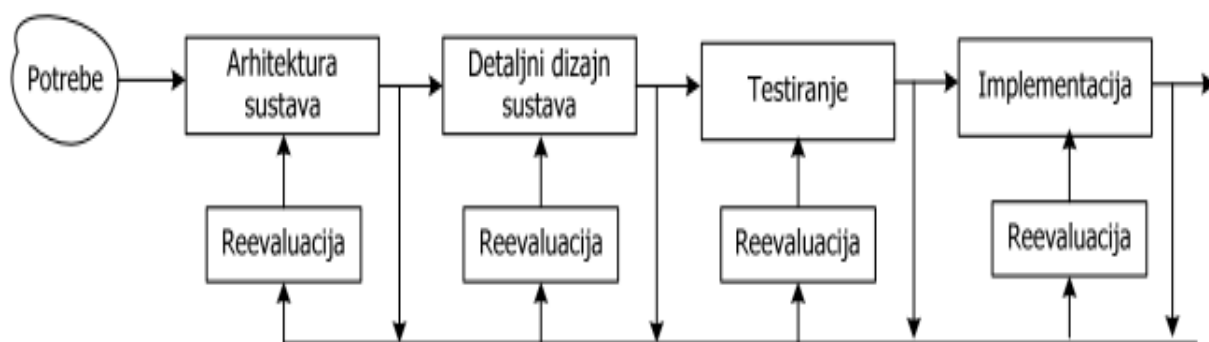 Potrebe
Arhitektura
sustava
Detaljni dizajn
sustava
Testiranje
Implementacija
Reevaluacija
Reevaluacija
Reevaluacija
Reevaluacija